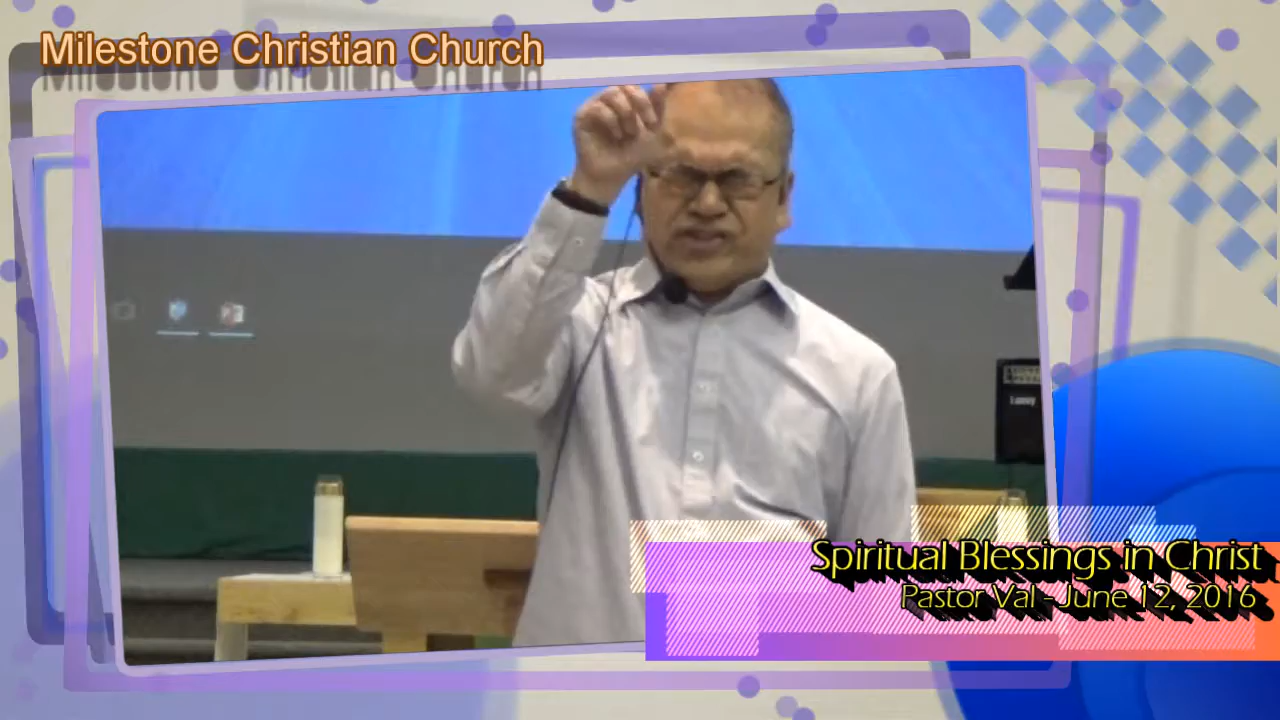 Milestone Christian Church
Spiritual Blessings in Christ
Pastor Val - June 12, 2016